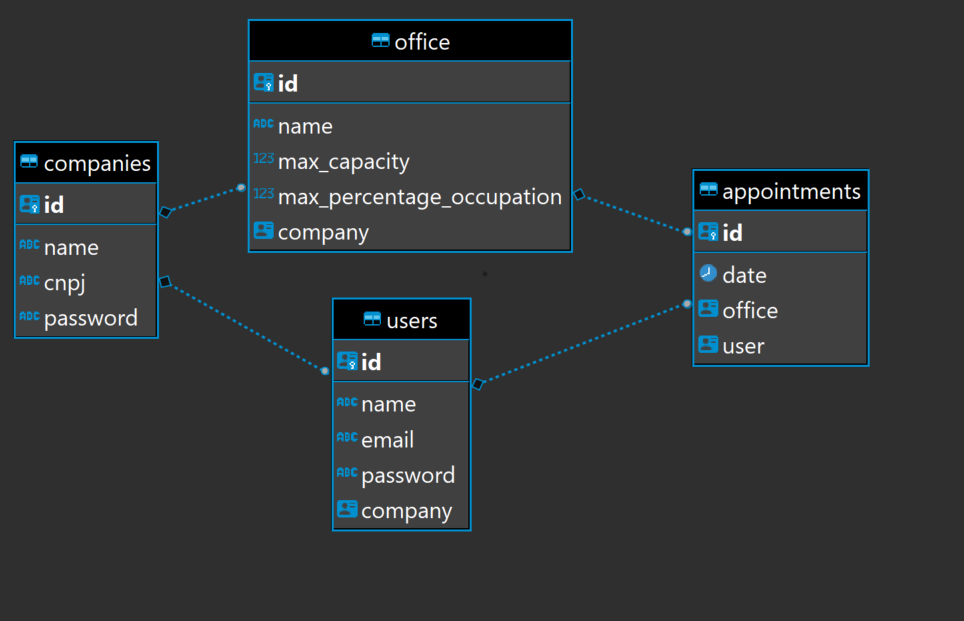 companies
id
ABC name
ABC cnpj
ABC password
office
id
ABC name
123 max_capacity
123 max_percentage_occupation
company
users
id
ABC name
ABC email
ABC password
company
appointments
id
date
office
user